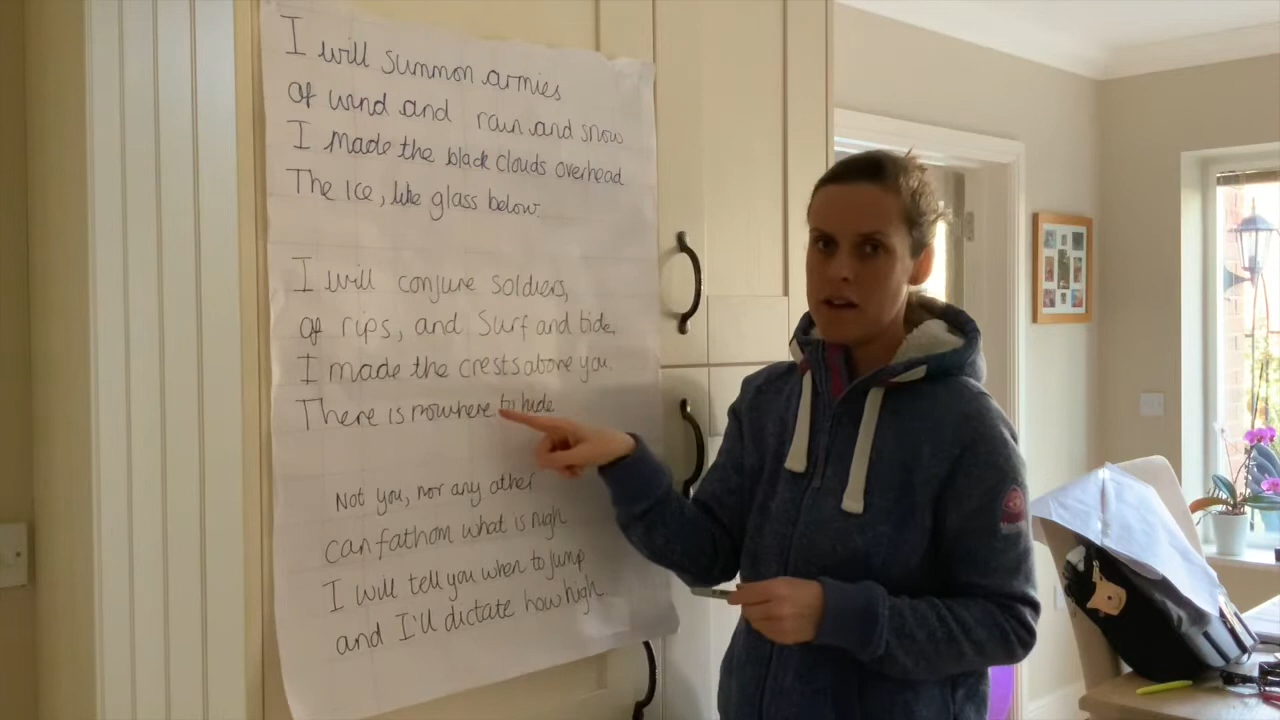 I will summon armies
of wind and rain and snow
I made the black clouds overhead
The Ice, like glass below.
I will conjure soldiers,
of rips, and Surf and tide,
I made the crests above you.
There is nowhere to hide
Not you, nor any other
can fathom what is nigh
I will tell you when to jump
and I'll dictate how high